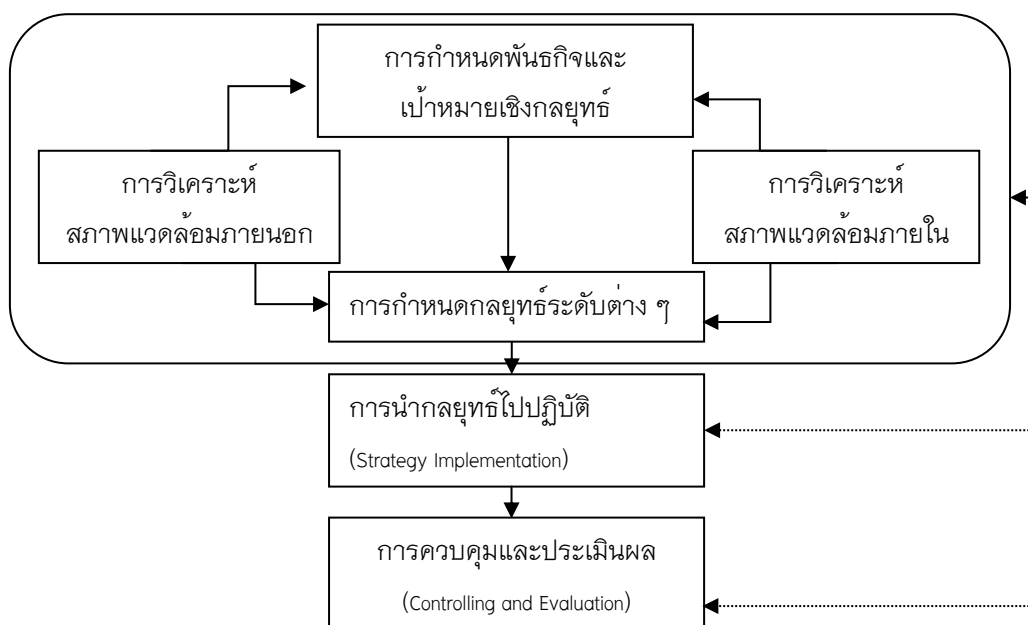 การกำหนดพันธกิจและ
เป้าหมายเชิงกลยุทธ์
การวิเคราะห์
สภาพแวดล้อมภายนอก
การวิเคราะห์
สภาพแวดล้อมภายใน
การกำหนดกลยุทธ์ระดับต่าง ๆ
การนำกลยุทธ์ไปปฏิบัติ
(Strategy Implementation)
การควบคุมและประเมินผล
(Controlling and Evaluation)